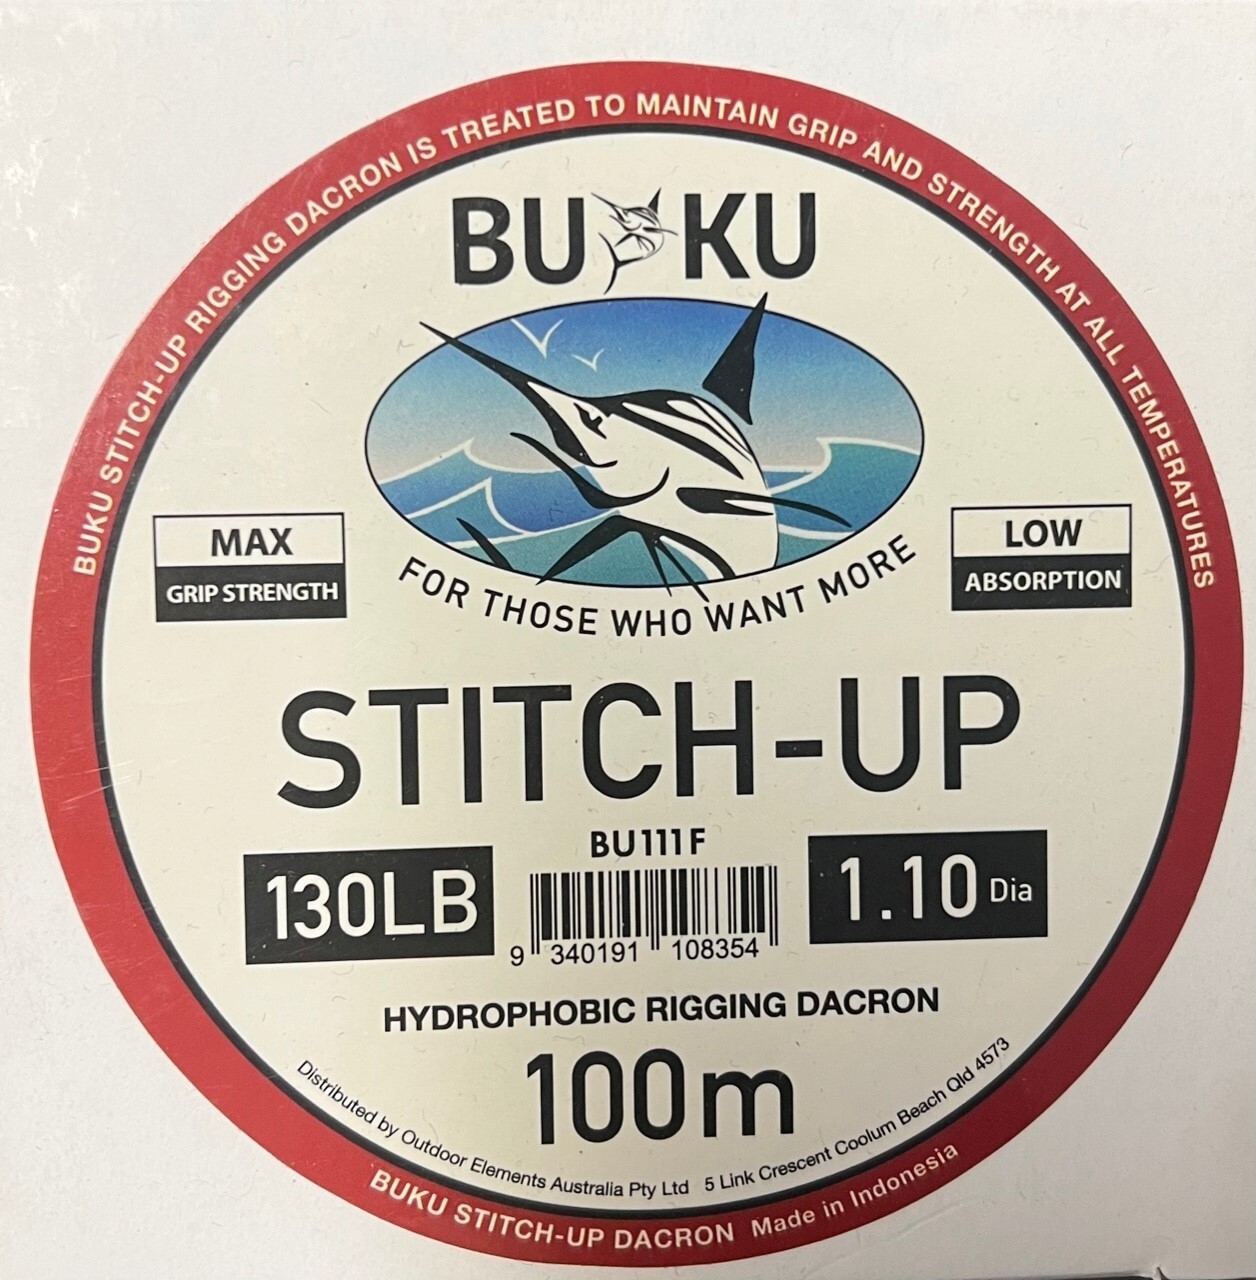 BUKU STITCH-UP RIGGING DACRON IS TREATED TO MAINTAIN GRIP AND STRENGTH AT ALL TEMPERATURES
BUKU
FOR THOSE WHO WANT MORE
MAX
GRIP STRENGTH
LOW
ABSORPTION
STITCH-UP
BU111F
130LB
1.10 Dia
9 340191 108354
HYDROPHOBIC RIGGING DACRON
100m
Distributed by Outdoor Elements Australia Pty Ltd 5 Link Crescent Coolum Beach Qld 4573
BUKU STITCH-UP DACRON Made in Indonesia